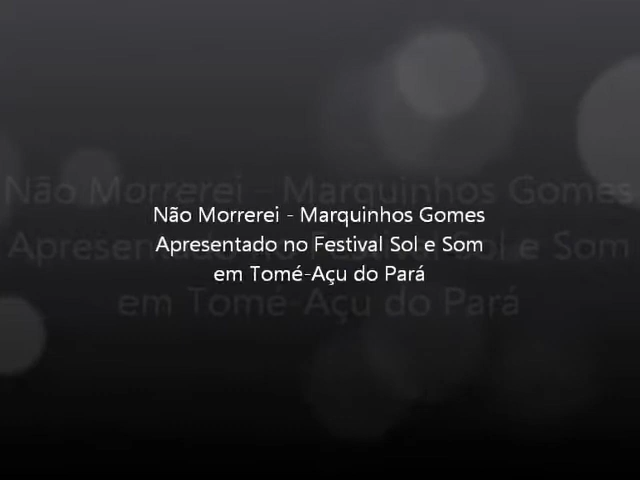 Não Morrerei - Marquinhos Gomes
Apresentado no Festival Sol e Som
em Tomé-Açu do Pará